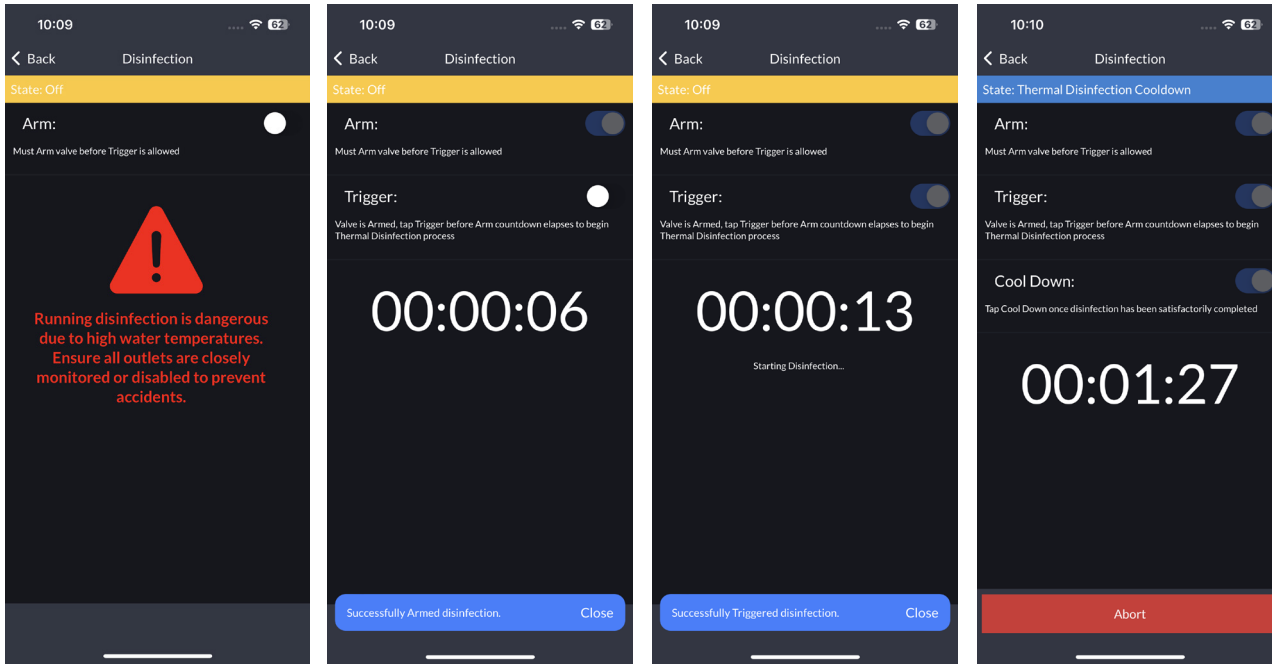 10:09
62
Back
Disinfection
State: Off
Arm:
Must Arm valve before Trigger is allowed
Running disinfection is dangerous
due to high water temperatures.
Ensure all outlets are closely
monitored or disabled to prevent
accidents.
10:09
62
Back
Disinfection
State: Off
Arm:
Must Arm valve before Trigger is allowed
Trigger:
Valve is Armed, tap Trigger before Arm countdown elapses to begin
Thermal Disinfection process
00:00:06
Successfully Armed disinfection.
Close
10:09
62
Back
Disinfection
State: Off
Arm:
Must Arm valve before Trigger is allowed
Trigger:
Valve is Armed, tap Trigger before Arm countdown elapses to begin
Thermal Disinfection process
00:00:13
Starting Disinfection...
Successfully Triggered disinfection.
Close
10:10
62
Back
Disinfection
State: Thermal Disinfection Cooldown
Arm:
Must Arm valve before Trigger is allowed
Trigger:
Valve is Armed, tap Trigger before Arm countdown elapses to begin
Thermal Disinfection process
Cool Down:
Tap Cool Down once disinfection has been satisfactorily completed
00:01:27
Abort